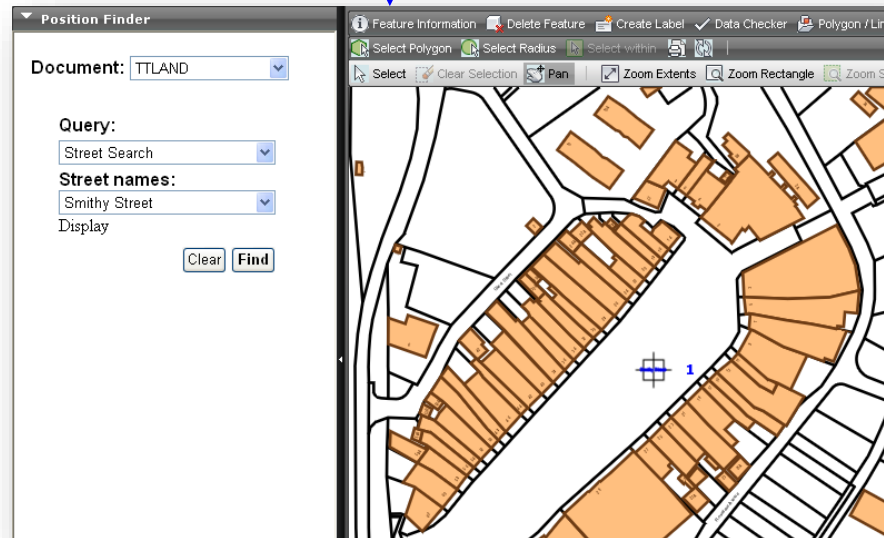 Position Finder
Document: TTLAND
Query:
Street Search
Street names:
Smithy Street
Display
Clear Find
Feature Information Delete Feature Create Label Data Checker Polygon / Li
Select Polygon Select Radius Select within
Select Clear Selection Pan Zoom Extents Zoom Rectangle Zoom S
1